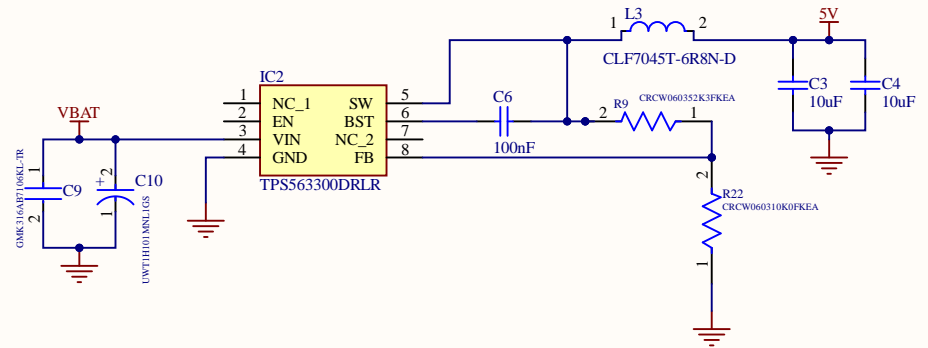 L3
1
2
5V
CLF7045T-6R8N-D
IC2
1
NC_1
SW
5
2
EN
BST
6
3
VIN
NC_2
7
4
GND
FB
8
TPS563300DRLR
VBAT
C6
100nF
R9
CRCW060352K3FKEA
2
1
C3
10uF
C4
10uF
1
C9
2
GMK316AB7106KL-TR
+
2
C10
1
UWT1H101MNL1GS
2
R22
CRCW060310K0FKEA
1